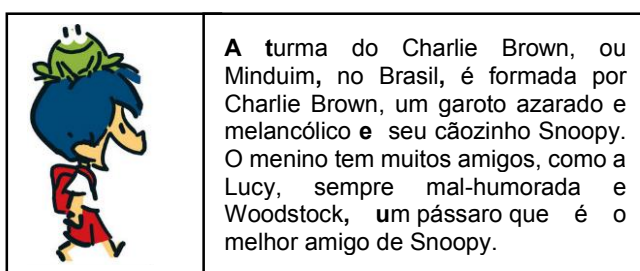 A turma do Charlie Brown, ou
Minduim, no Brasil, é formada por
Charlie Brown, um garoto azarado e
melancólico e seu cãozinho Snoopy.
O menino tem muitos amigos, como a
Lucy, sempre mal-humorada e
Woodstock, um pássaro que é o
melhor amigo de Snoopy.